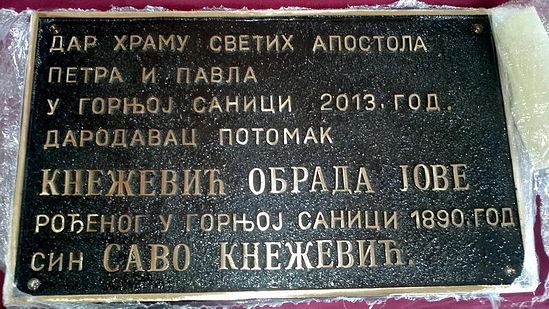 ДАР ХРАМУ СВЕТИХ АПОСТОЛА
ПЕТРА И ПАВЛА
У ГОРЊОЈ САНИЦИ 2013. ГОД.
ДАРОДАВАЦ ПОТОМАК
КНЕЖЕВИЋ ОБРАДА ЈОВЕ
РОЂЕНОГ У ГОРЊОЈ САНИЦИ 1890.ГОД
СИН САВО КНЕЖЕВИЋ.